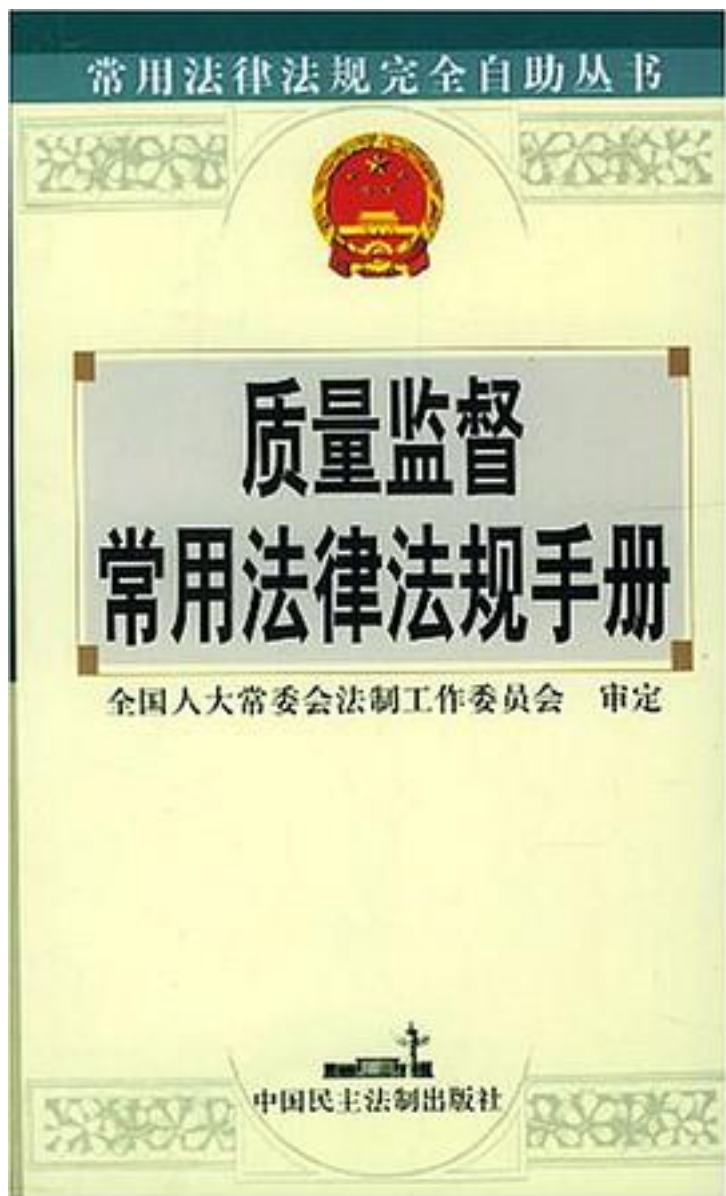 常用法律法规完全自助丛书
质量监督
常用法律法规手册
全国人大常委会法制工作委员会 审定
中国民主法制出版社